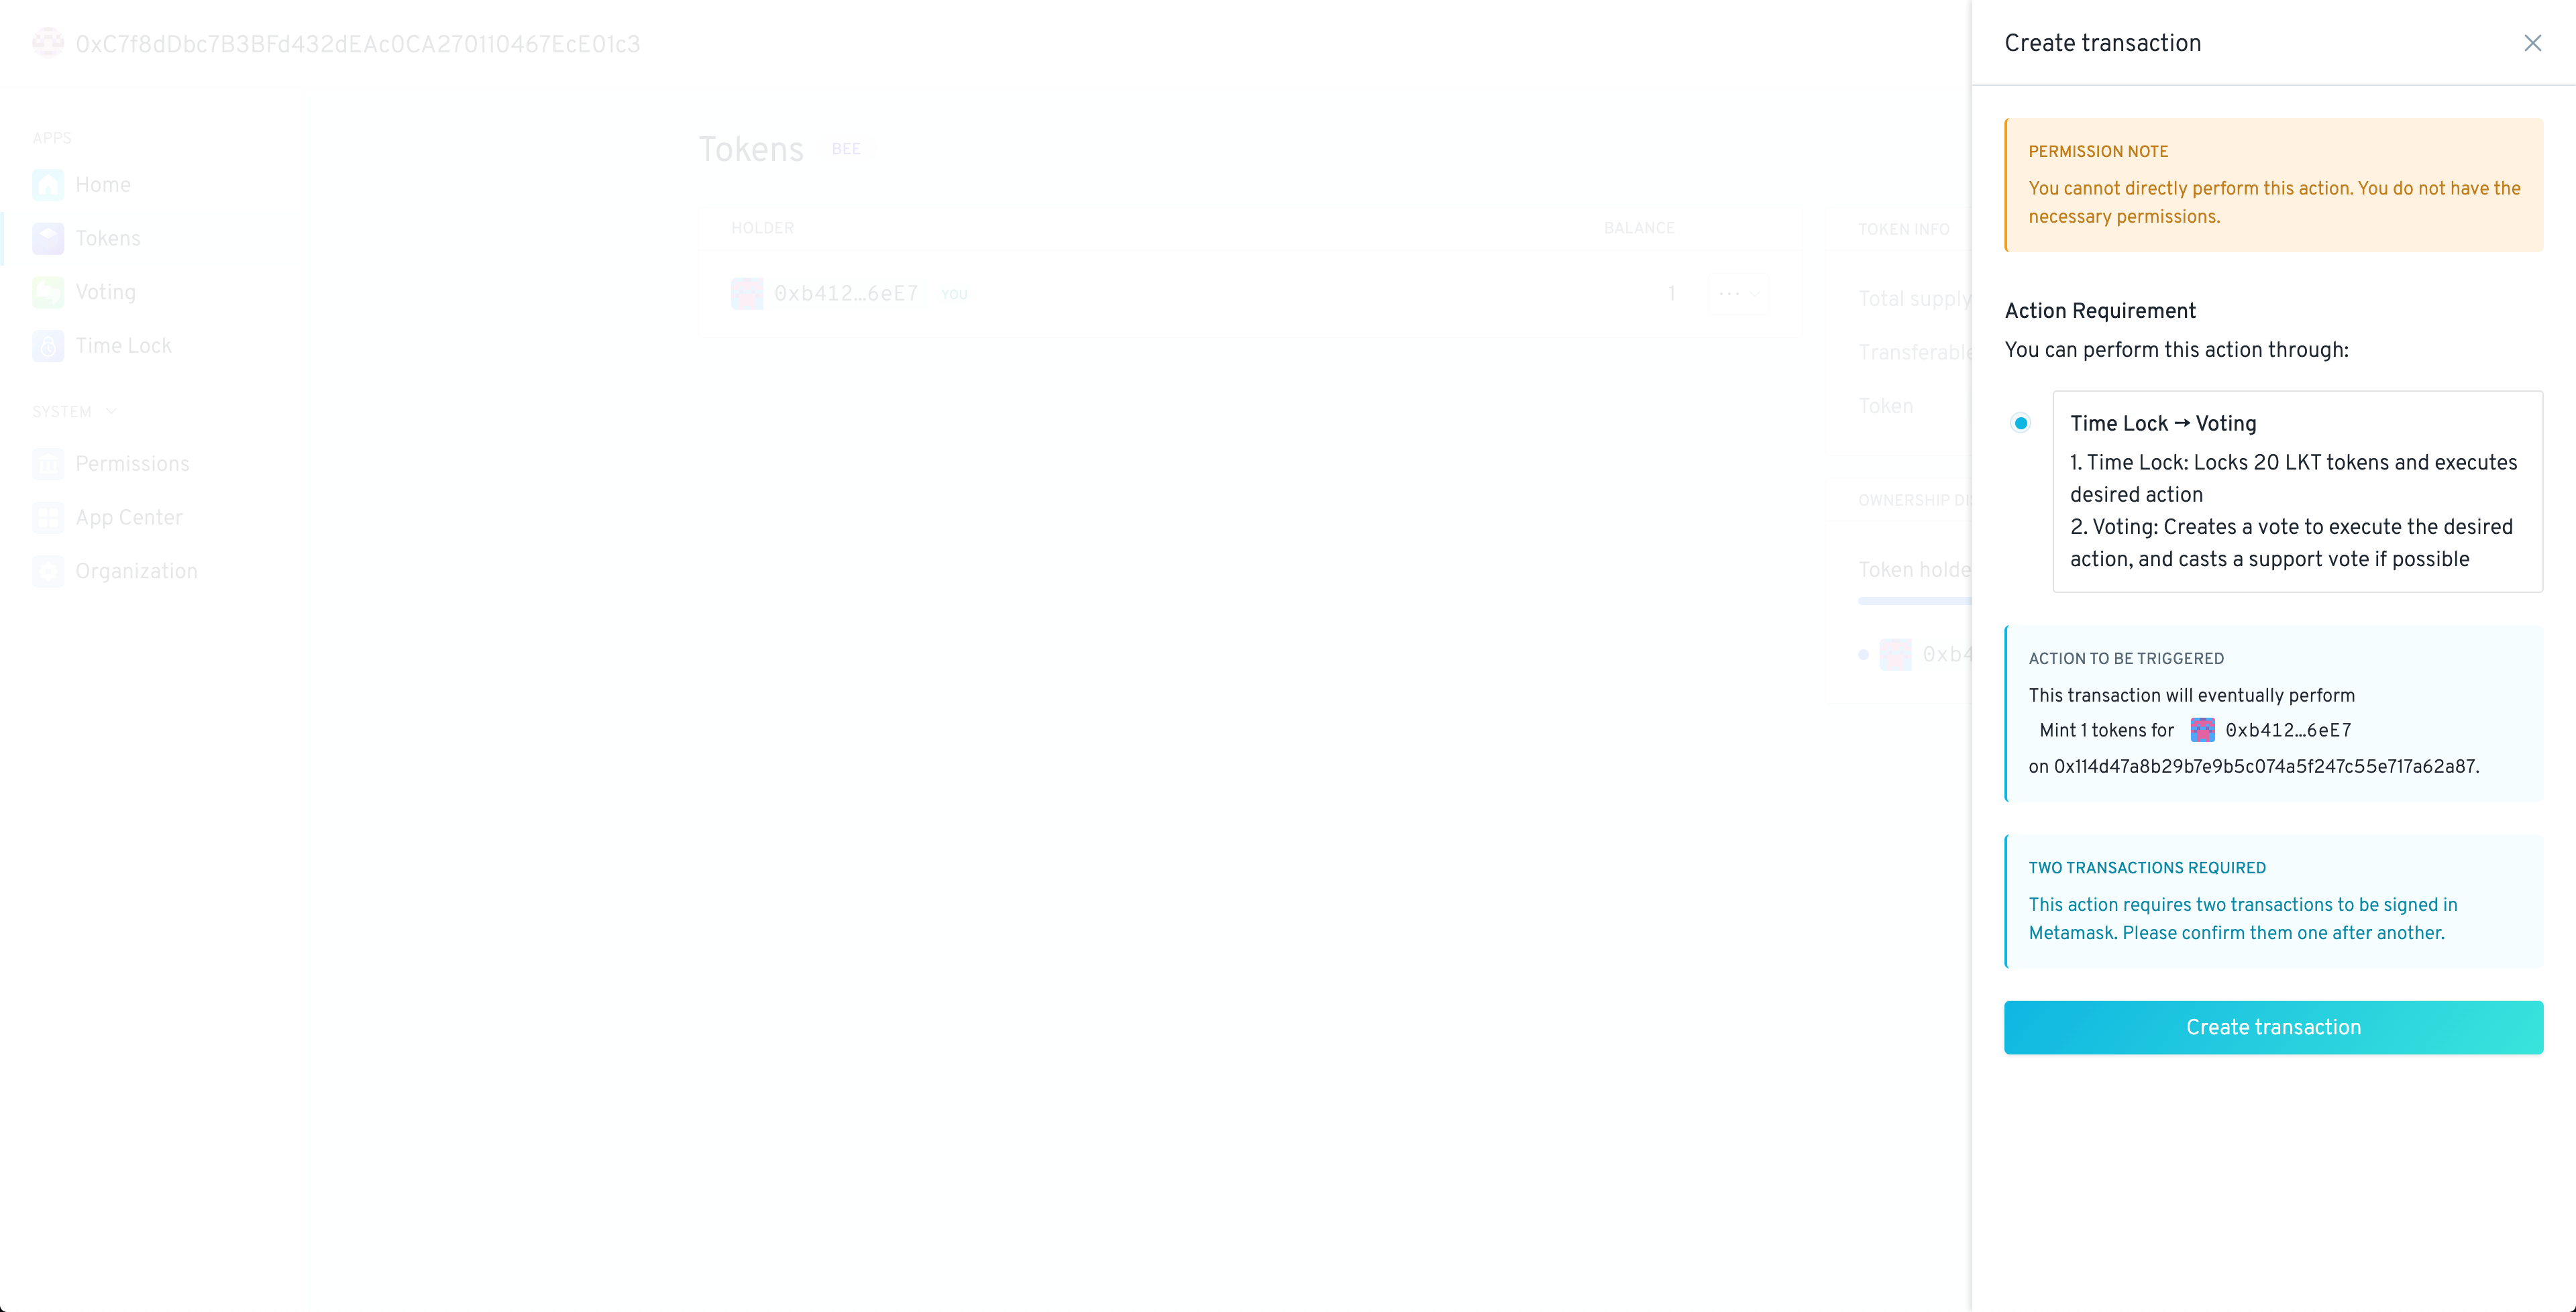 0xC7f8dDbc7B3BFd432dEAc0CA270110467EcE01c3
APPS
Home
Tokens
Voting
Time Lock
SYSTEM
Permissions
App Center
Organization
Tokens BEE
HOLDER BALANCE
0xb412…6eE7 YOU 1
TOKEN INFO
Total supply
Transferable
Token
OWNERSHIP DIS
Token holde
0xb4
Create transaction
PERMISSION NOTE
You cannot directly perform this action. You do not have the
necessary permissions.
Action Requirement
You can perform this action through:
Time Lock → Voting
1. Time Lock: Locks 20 LKT tokens and executes
desired action
2. Voting: Creates a vote to execute the desired
action, and casts a support vote if possible
ACTION TO BE TRIGGERED
This transaction will eventually perform
Mint 1 tokens for 0xb412…6eE7
on 0x114d47a8b29b7e9b5c074a5f247c55e717a62a87.
TWO TRANSACTIONS REQUIRED
This action requires two transactions to be signed in
Metamask. Please confirm them one after another.
Create transaction